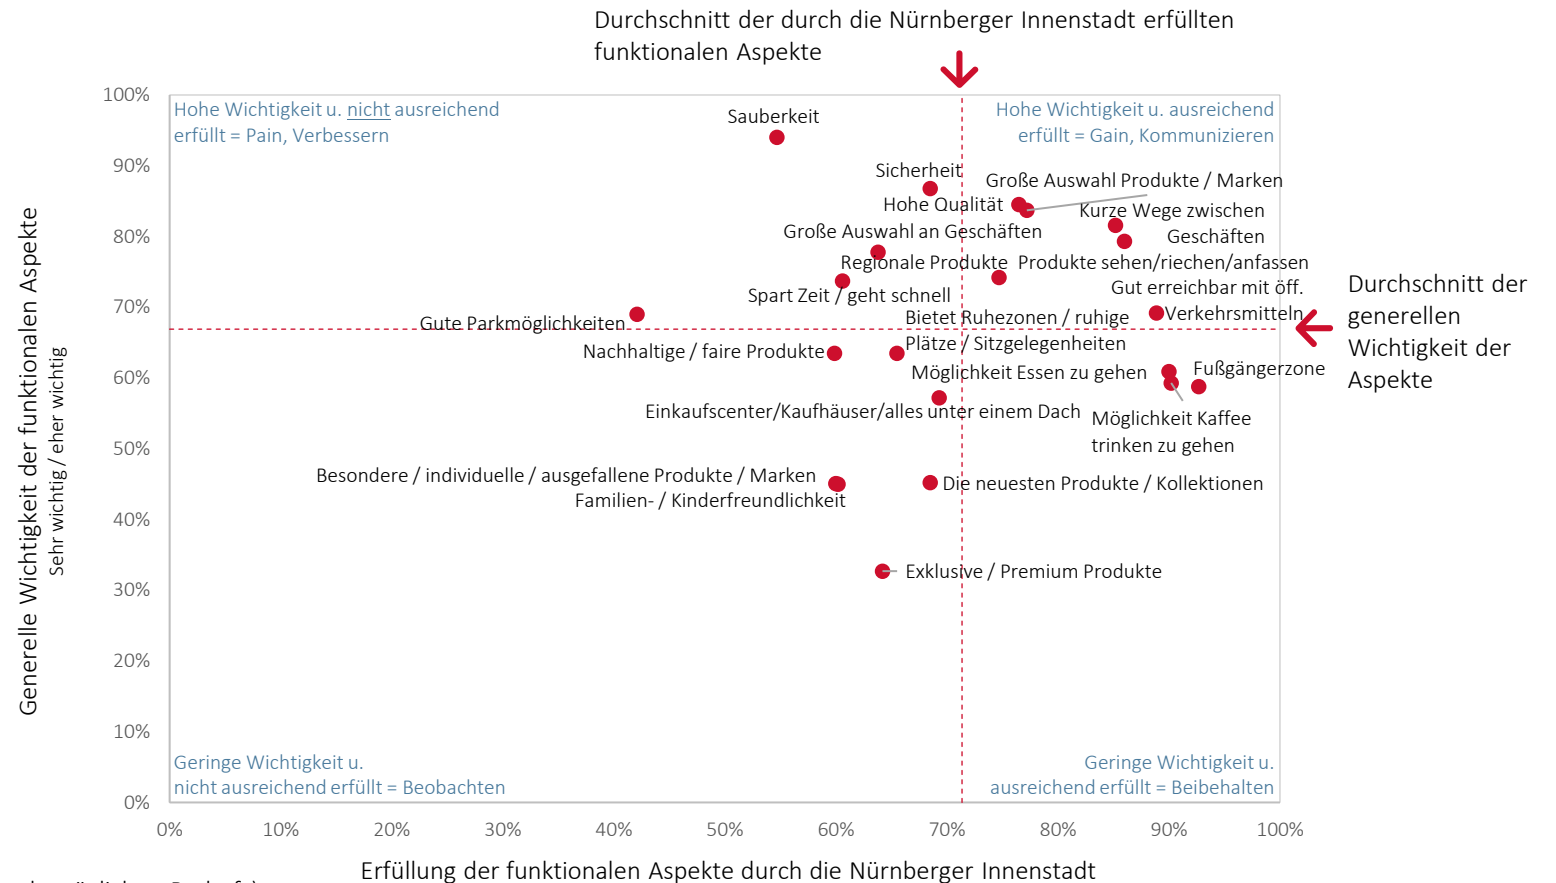 Durchschnitt der durch die Nürnberger Innenstadt erfüllten
funktionalen Aspekte
Generelle Wichtigkeit der funktionalen Aspekte
Sehr wichtig / eher wichtig
100%
90%
80%
70%
60%
50%
40%
30%
20%
10%
0%
Hohe Wichtigkeit u. nicht ausreichend
erfüllt = Pain, Verbessern
Hohe Wichtigkeit u. ausreichend
erfüllt = Gain, Kommunizieren
Sauberkeit
Sicherheit
Große Auswahl Produkte / Marken
Hohe Qualität
Kurze Wege zwischen
Geschäften
Große Auswahl an Geschäften
Regionale Produkte
Produkte sehen/riechen/anfassen
Spart Zeit / geht schnell
Gut erreichbar mit öff.
Verkehrsmitteln
Gute Parkmöglichkeiten
Bietet Ruhezonen / ruhige
Plätze / Sitzgelegenheiten
Nachhaltige / faire Produkte
Möglichkeit Essen zu gehen
Fußgängerzone
Einkaufscenter/Kaufhäuser/alles unter einem Dach
Möglichkeit Kaffee
trinken zu gehen
Besondere / individuelle / ausgefallene Produkte / Marken
Familien- / Kinderfreundlichkeit
Die neuesten Produkte / Kollektionen
Exklusive / Premium Produkte
Geringe Wichtigkeit u.
nicht ausreichend erfüllt = Beobachten
Geringe Wichtigkeit u.
ausreichend erfüllt = Beibehalten
Durchschnitt der
generellen
Wichtigkeit der
Aspekte
0%
10%
20%
30%
40%
50%
60%
70%
80%
90%
100%
Erfüllung der funktionalen Aspekte durch die Nürnberger Innenstadt